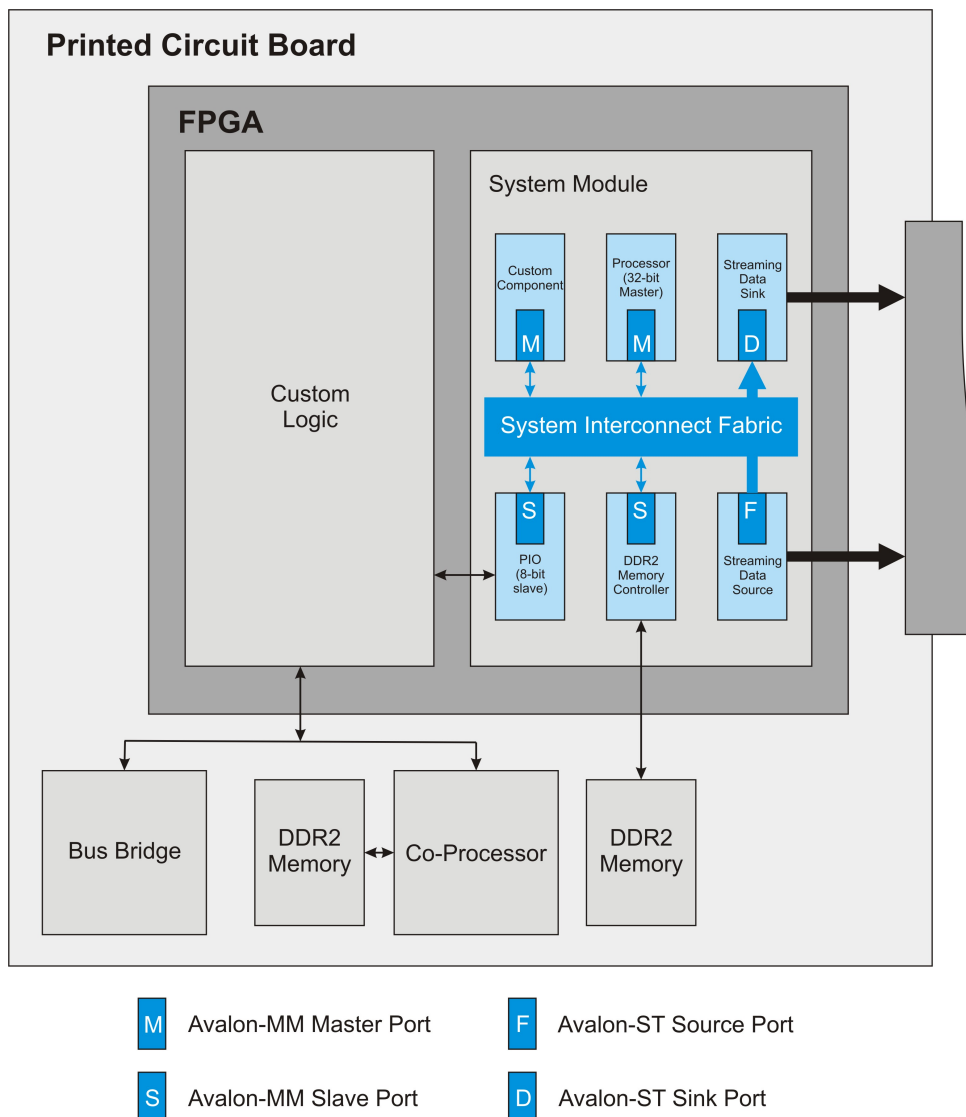 Printed Circuit Board
FPGA
System Module
Custom
Component
M
Processor
(32-bit
Master)
M
Streaming
Data
Sink
D
Custom
Logic
System Interconnect Fabric
S
PIO
(8-bit
slave)
S
DDR2
Memory
Controller
F
Streaming
Data
Source
Bus Bridge
DDR2
Memory
Co-Processor
DDR2
Memory
M Avalon-MM Master Port
F Avalon-ST Source Port
S Avalon-MM Slave Port
D Avalon-ST Sink Port